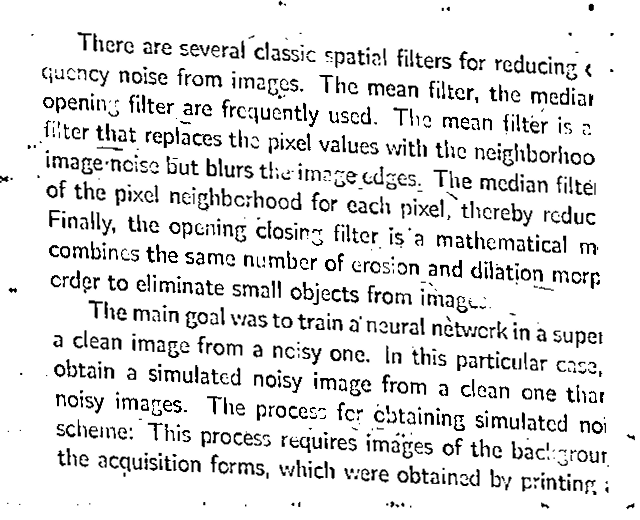 There are several classic spatial filters for reducing
quency noise from images. The mean filter, the median
opening filter are frequently used. The mean filter is a
filter that replaces the pixel values with the neighborhoo
image noise but blurs the image edges. The median filter
of the pixel neighborhood for each pixel, thereby reduc
Finally, the opening closing filter is a mathematical m
combines the same number of erosion and dilation morp
order to eliminate small objects from images.
The main goal was to train a neural network in a super
a clean image from a noisy one. In this particular case,
obtain a simulated noisy image from a clean one than
noisy images. The process for obtaining simulated noi
scheme: This process requires images of the backgroun
the acquisition forms, which were obtained by printing